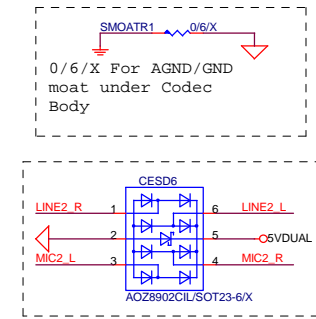 SMOATR1 0/6/X
0/6/X For AGND/GND
moat under Codec
Body
CESD6
LINE2_R 1 6 LINE2_L
2 5 5VDUAL
MIC2_L 3 4 MIC2_R
AOZ8902CIL/SOT23-6/X